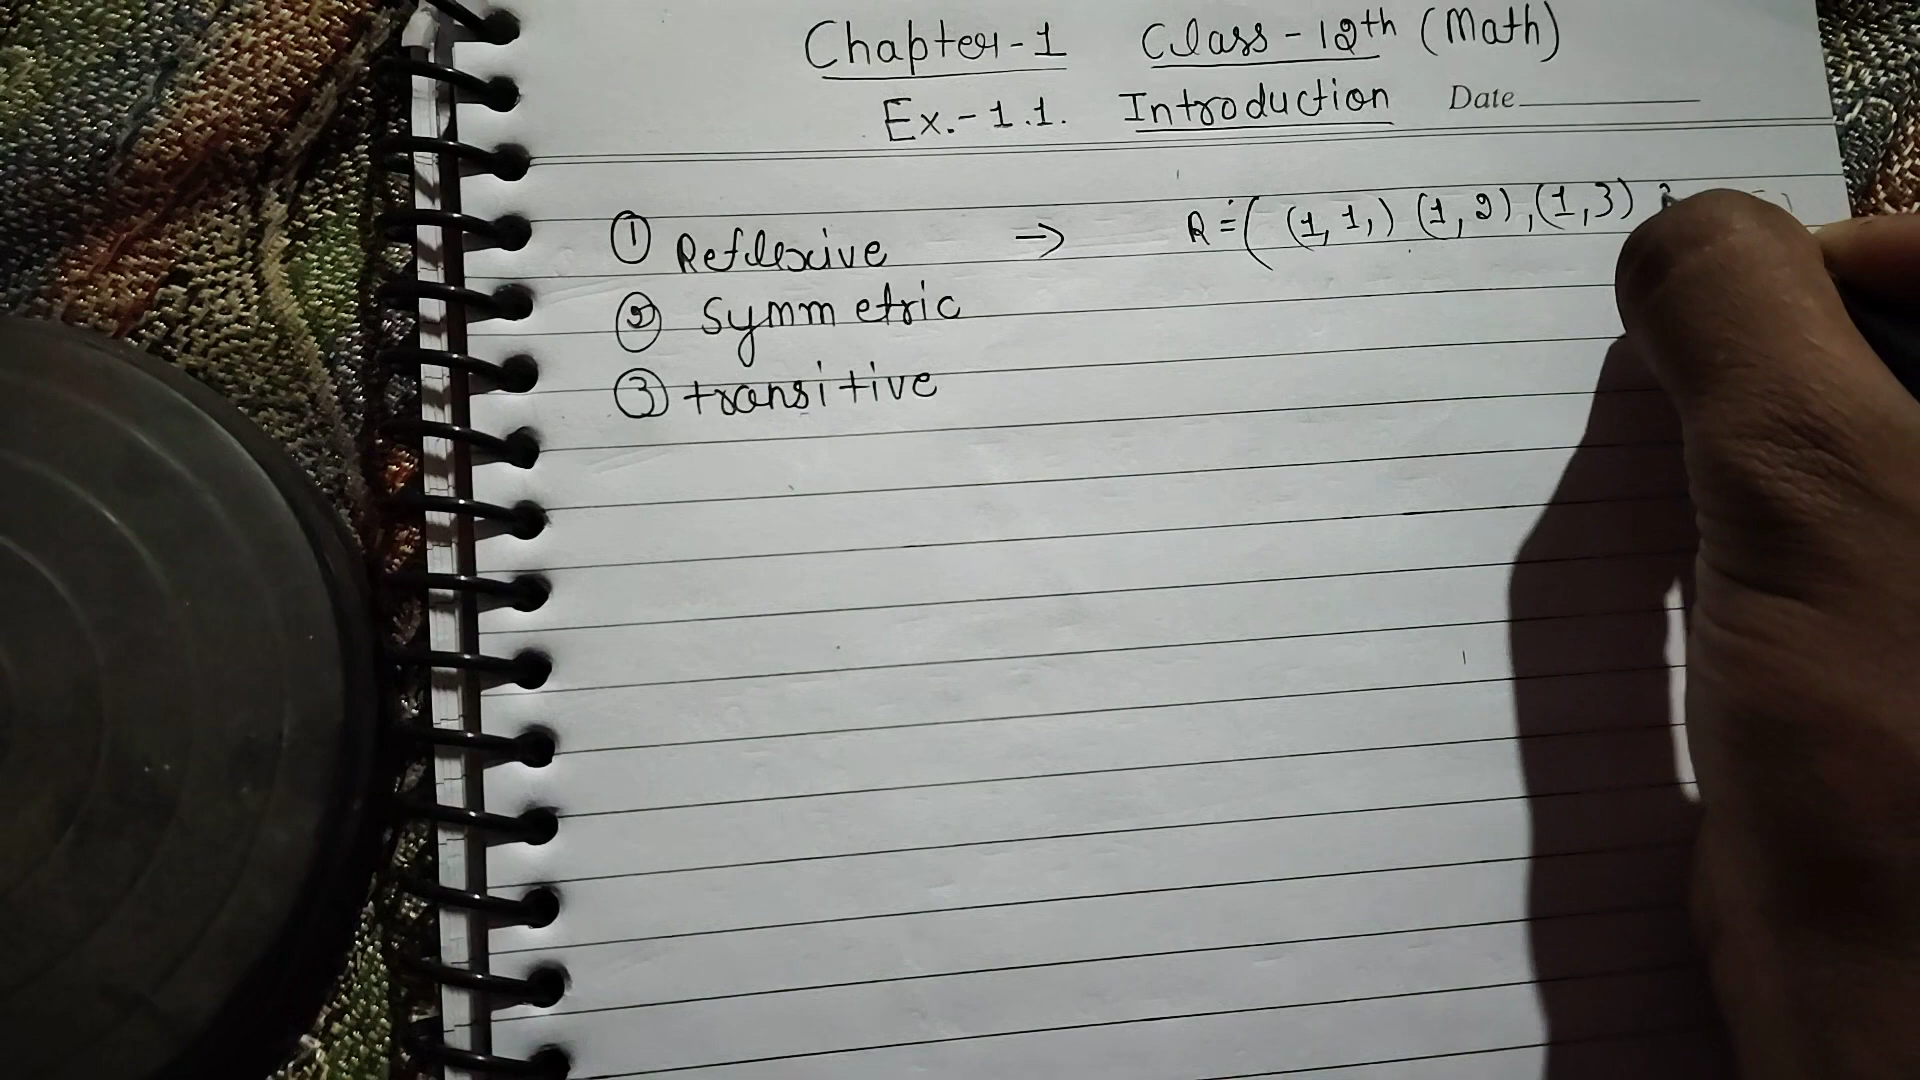 Chapter-1 Class-12th (Math)
Ex.-1.1. Introduction Date
① Reflexive → R = ( (1, 1,) (1, 2), (1, 3)
② Symmetric
③ transitive